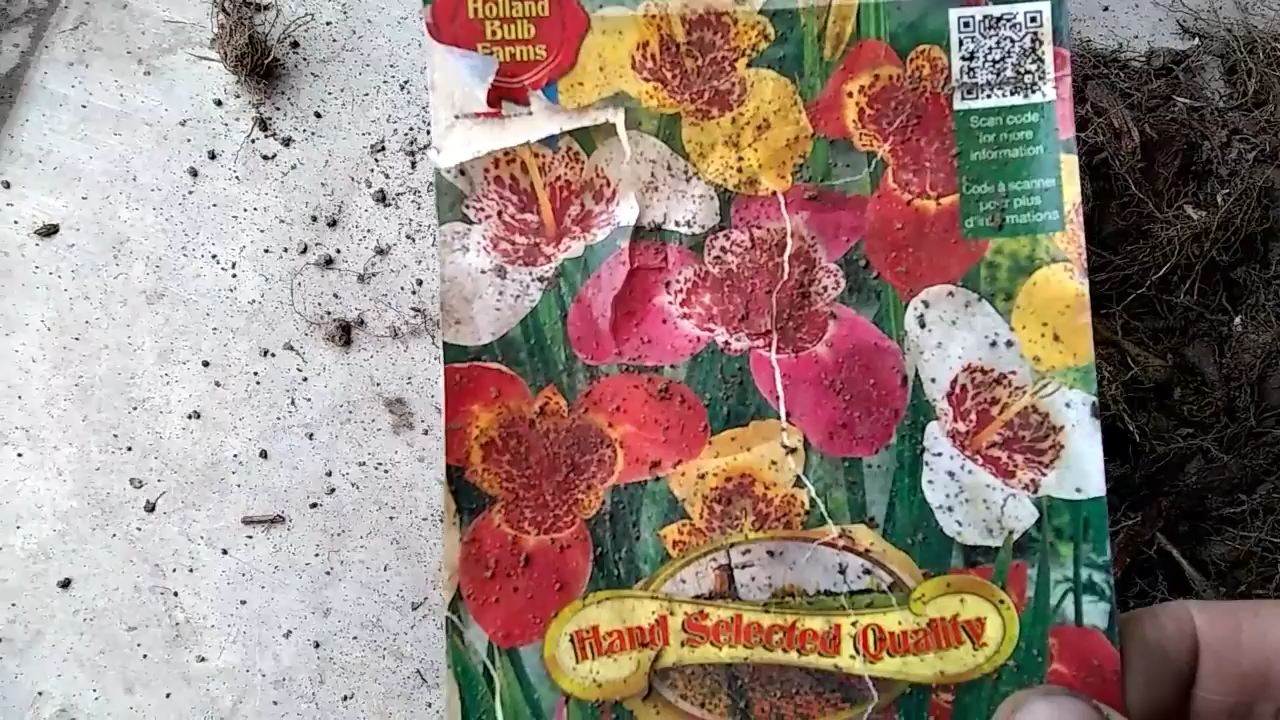 Holland
Bulb
Farms
Scan code
for more
information
Code à scanner
pour plus
d'informations
Hand Selected Quality